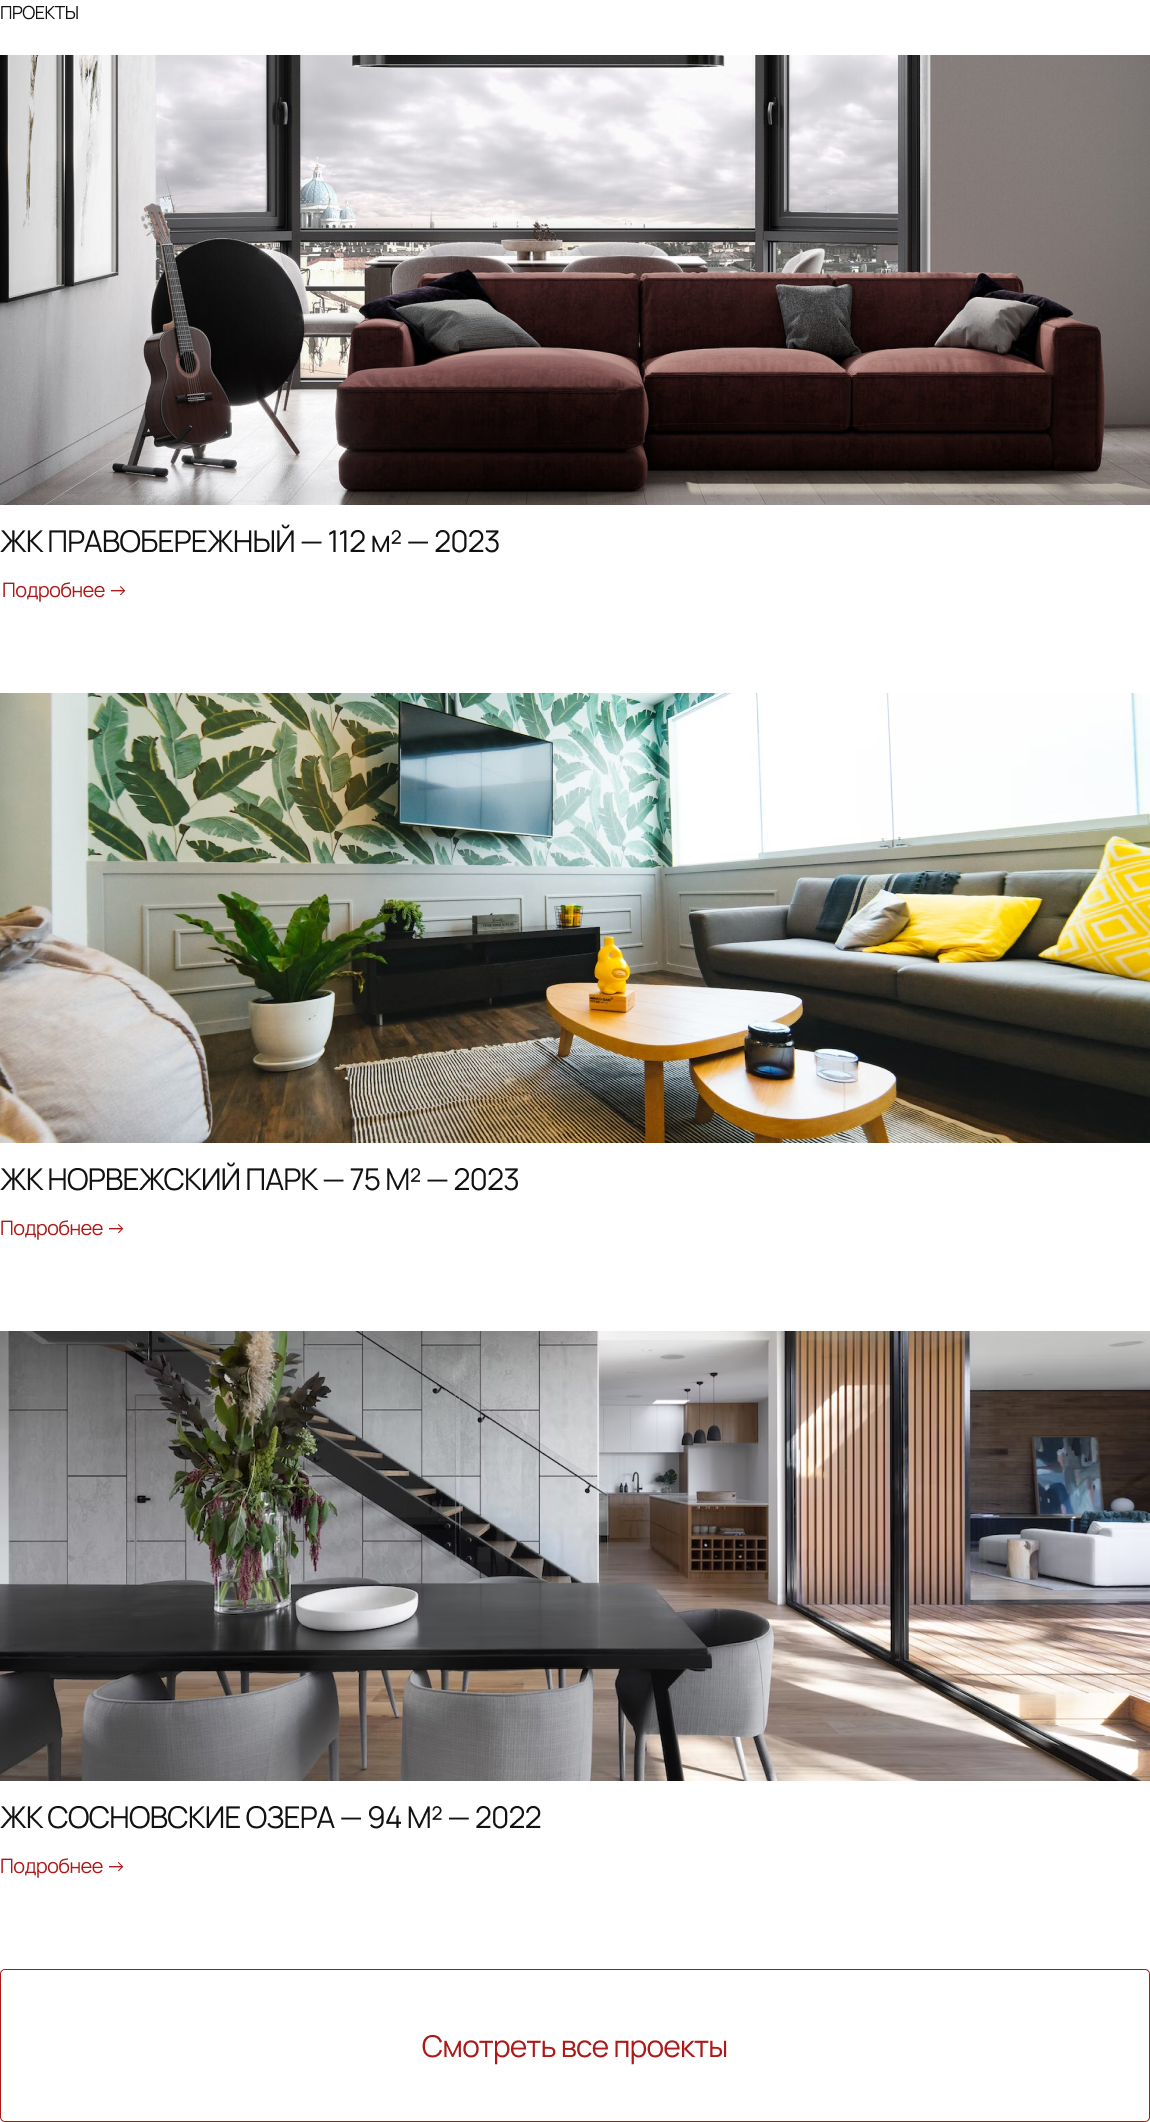 ПРОЕКТЫ
ЖК ПРАВОБЕРЕЖНЫЙ — 112 м² — 2023
Подробнее →
ЖК НОРВЕЖСКИЙ ПАРК — 75 М² — 2023
Подробнее →
ЖК СОСНОВСКИЕ ОЗЕРА — 94 М² — 2022
Подробнее →
Смотреть все проекты